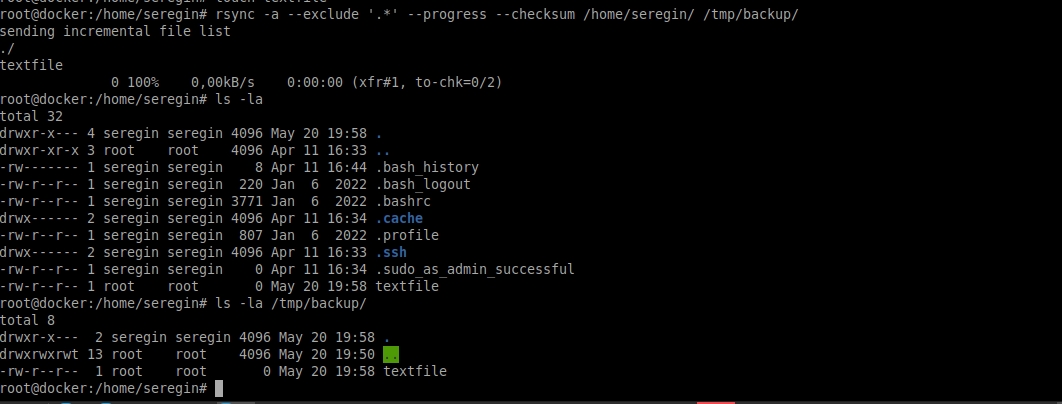 root@docker:/home/seregin# touch textfile
root@docker:/home/seregin# rsync -a --exclude '.*' --progress --checksum /home/seregin/ /tmp/backup/
sending incremental file list
./
textfile
              0 100%    0,00kB/s    0:00:00 (xfr#1, to-chk=0/2)
root@docker:/home/seregin# ls -la
total 32
drwxr-x--- 4 seregin seregin 4096 May 20 19:58 .
drwxr-xr-x 3 root    root    4096 Apr 11 16:33 ..
-rw------- 1 seregin seregin    8 Apr 11 16:44 .bash_history
-rw-r--r-- 1 seregin seregin  220 Jan  6  2022 .bash_logout
-rw-r--r-- 1 seregin seregin 3771 Jan  6  2022 .bashrc
drwx------ 2 seregin seregin 4096 Apr 11 16:34 .cache
-rw-r--r-- 1 seregin seregin  807 Jan  6  2022 .profile
drwx------ 2 seregin seregin 4096 Apr 11 16:33 .ssh
-rw-r--r-- 1 seregin seregin    0 Apr 11 16:34 .sudo_as_admin_successful
-rw-r--r-- 1 root    root       0 May 20 19:58 textfile
root@docker:/home/seregin# ls -la /tmp/backup/
total 8
drwxr-x---  2 seregin seregin 4096 May 20 19:58 .
drwxrwxrwt 13 root    root    4096 May 20 19:50 ..
-rw-r--r--  1 root    root       0 May 20 19:58 textfile
root@docker:/home/seregin#